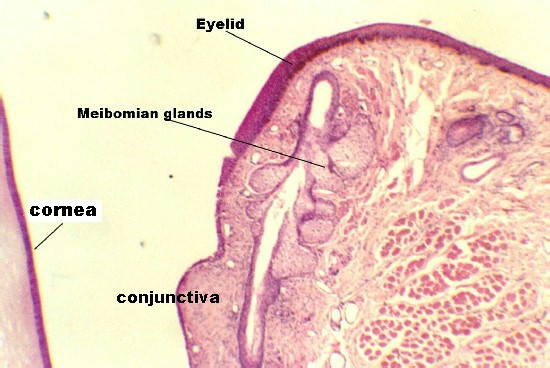 Eyelid
Meibomian glands
cornea
conjunctiva